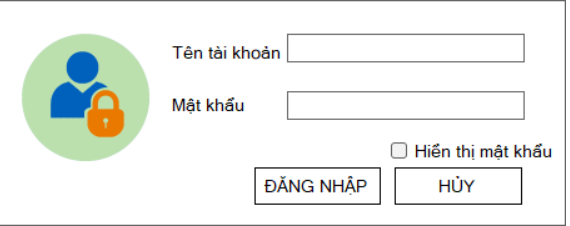 Tên tài khoản
Mật khẩu
Hiển thị mật khẩu
ĐĂNG NHẬP HỦY